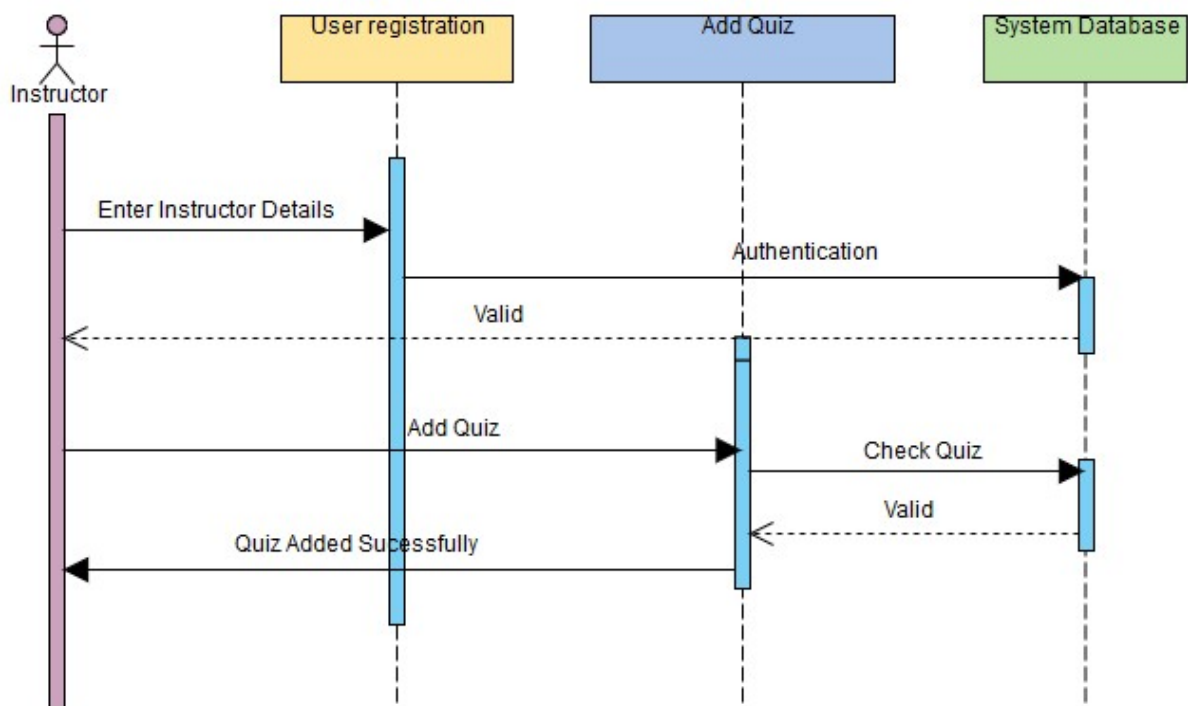 User registration
Add Quiz
System Database
Instructor
Enter Instructor Details
Authentication
Valid
Add Quiz
Check Quiz
Valid
Quiz Added Sucessfully